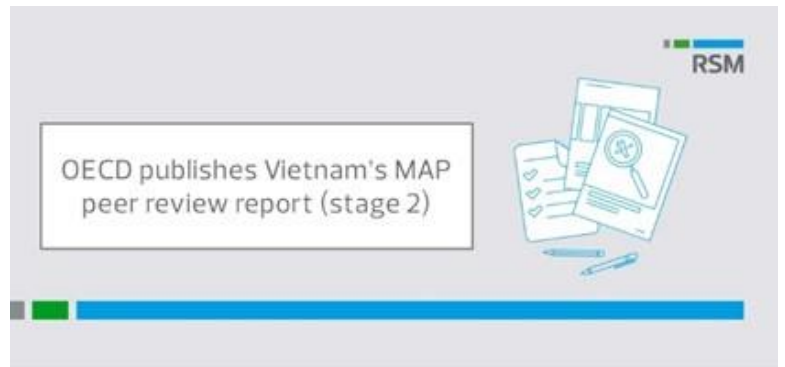 RSM
OECD publishes Vietnam's MAP
peer review report (stage 2)